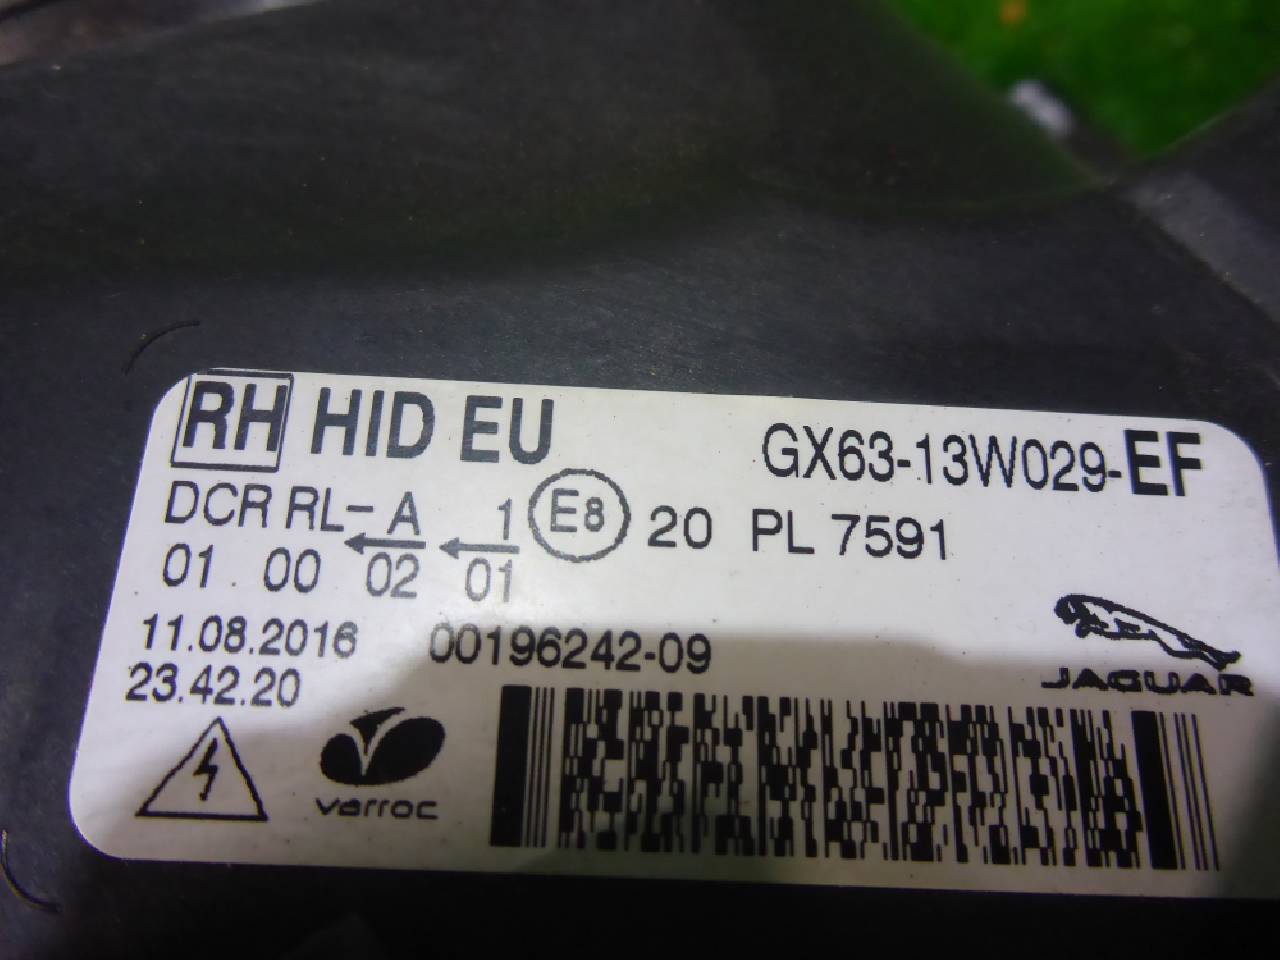 RH HID EU GX63-13W029-EF
DCR RL- A 1 E8 20 PL 7591
01 00 02 01
11.08.2016 00196242-09
23.42.20
JAGUAR
varroc